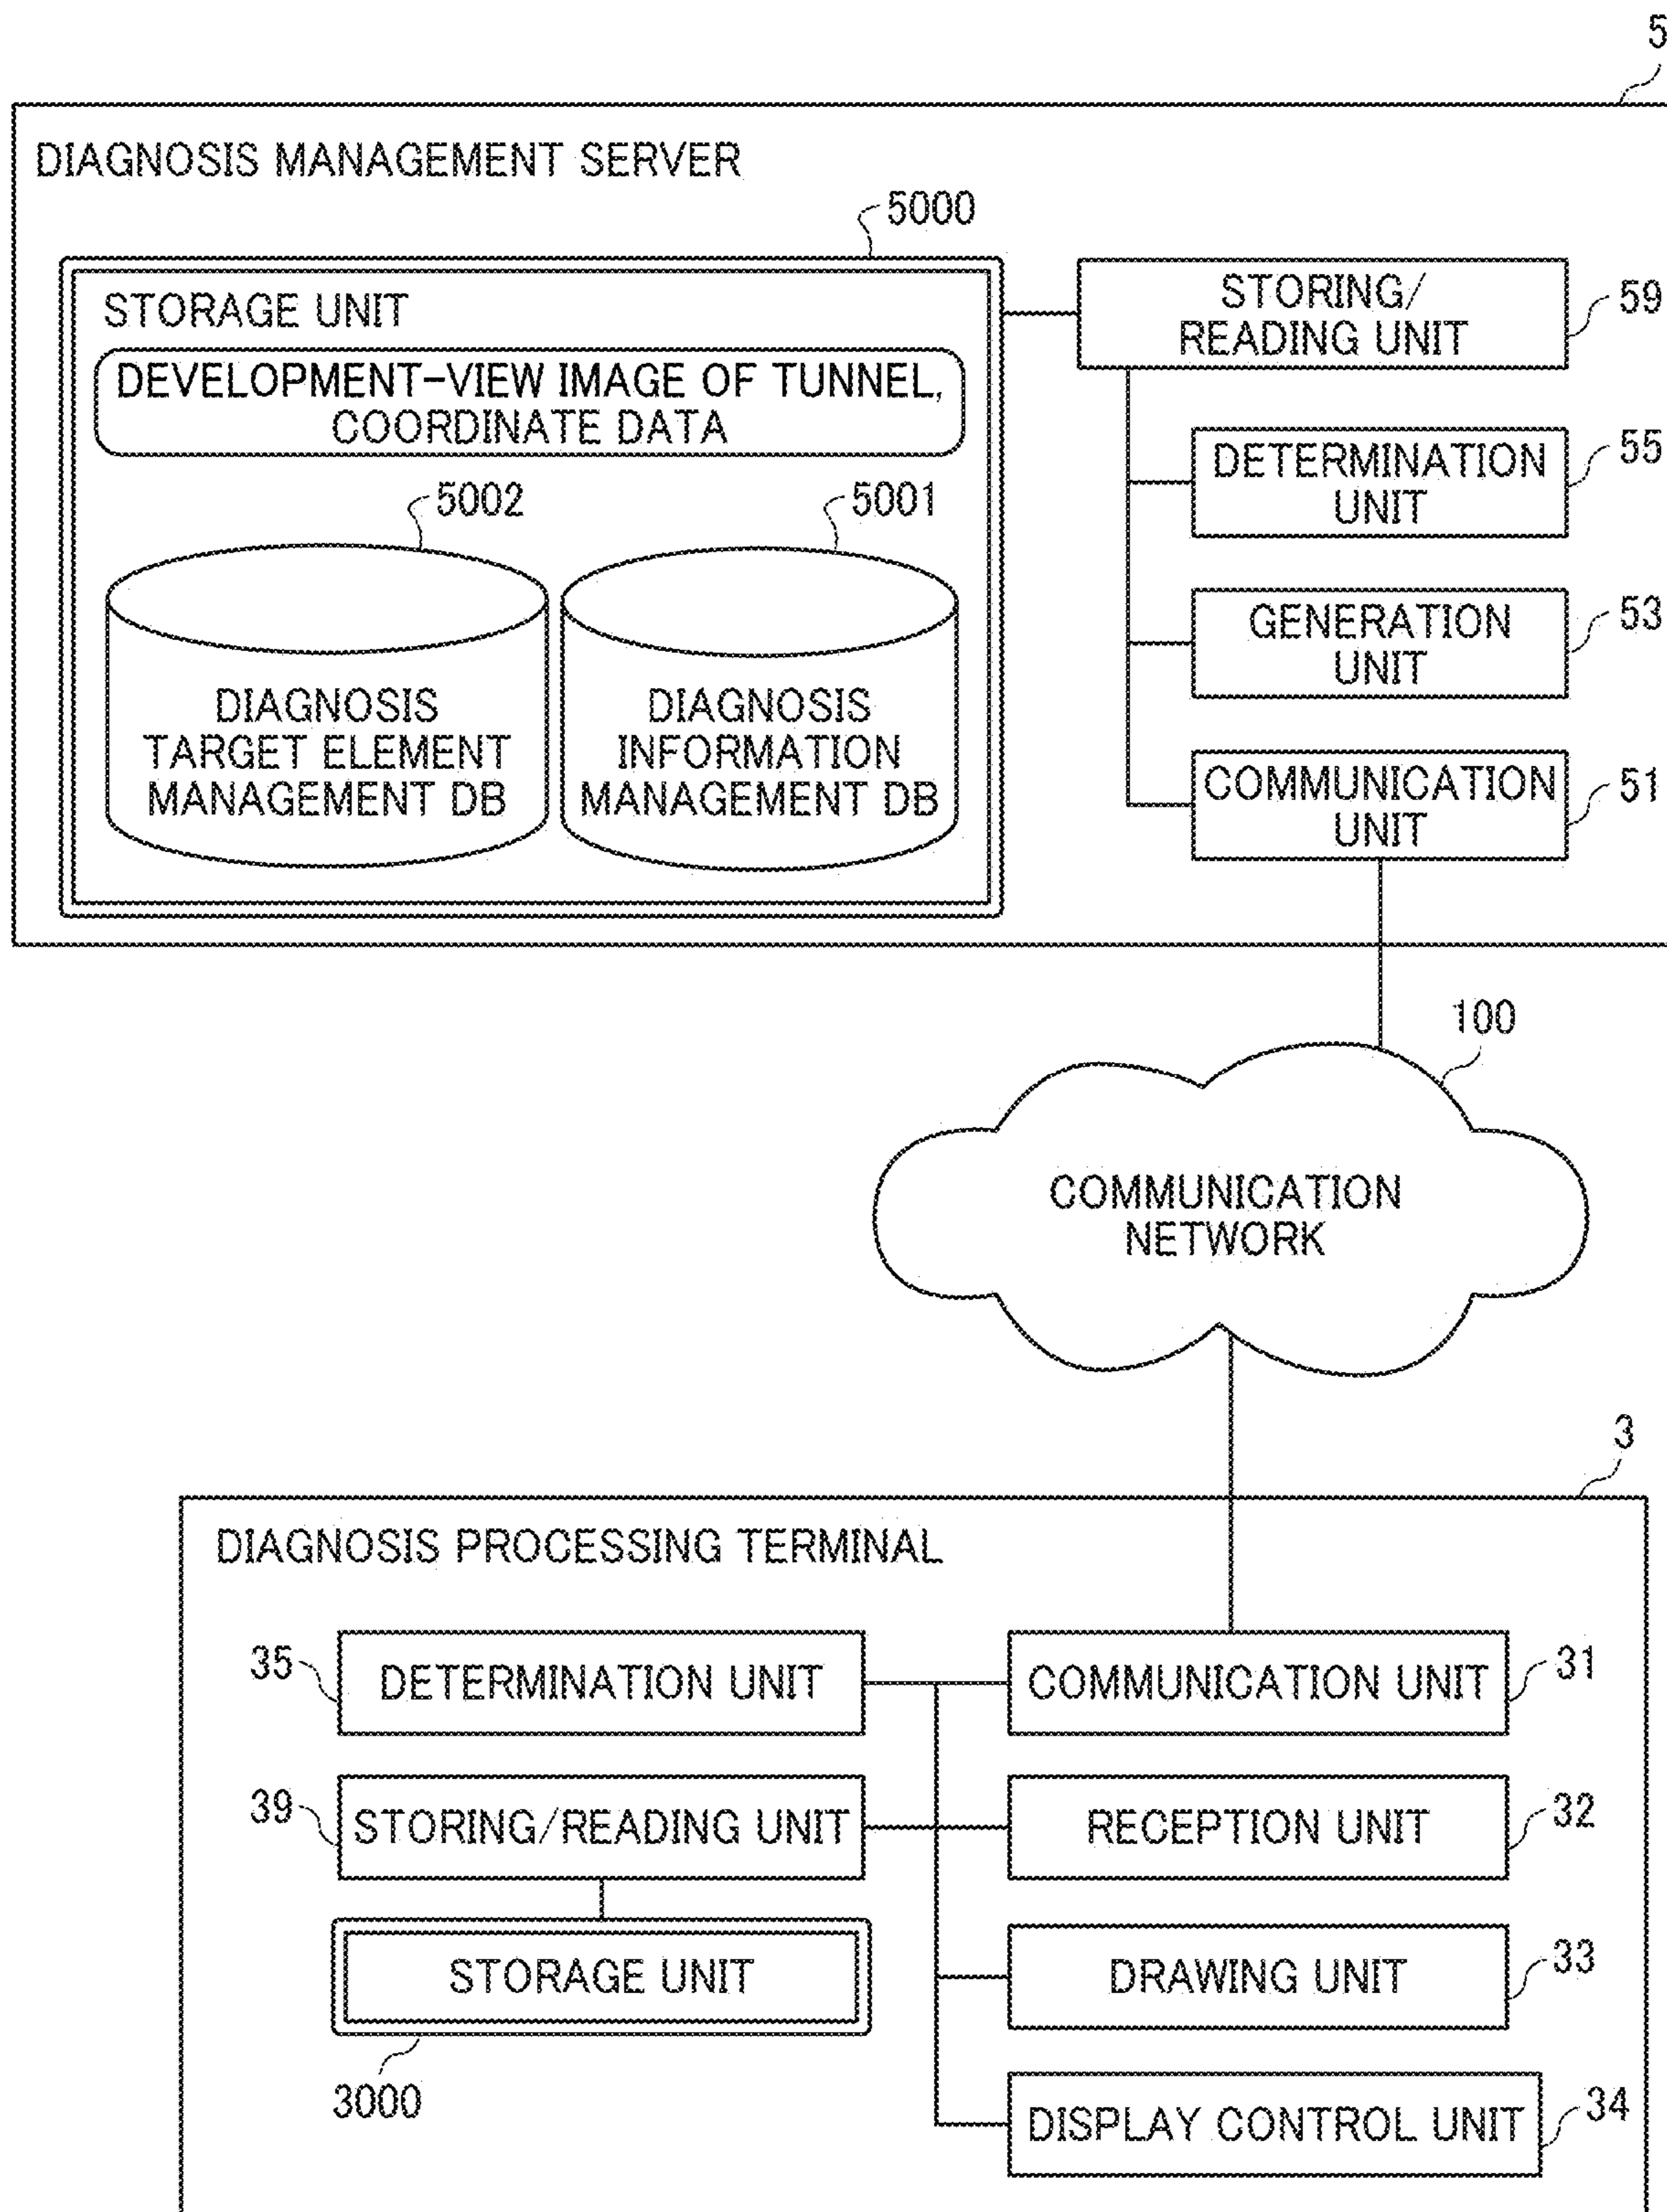 5
DIAGNOSIS MANAGEMENT SERVER
5000
STORAGE UNIT
DEVELOPMENT-VIEW IMAGE OF TUNNEL,
COORDINATE DATA
5002
5001
DIAGNOSIS
TARGET ELEMENT
MANAGEMENT DB
DIAGNOSIS
INFORMATION
MANAGEMENT DB
STORING/
READING UNIT
59
DETERMINATION
UNIT
55
GENERATION
UNIT
53
COMMUNICATION
UNIT
51
100
COMMUNICATION
NETWORK
3
DIAGNOSIS PROCESSING TERMINAL
35
DETERMINATION UNIT
COMMUNICATION UNIT
31
39
STORING/READING UNIT
RECEPTION UNIT
32
STORAGE UNIT
3000
DRAWING UNIT
33
DISPLAY CONTROL UNIT
34